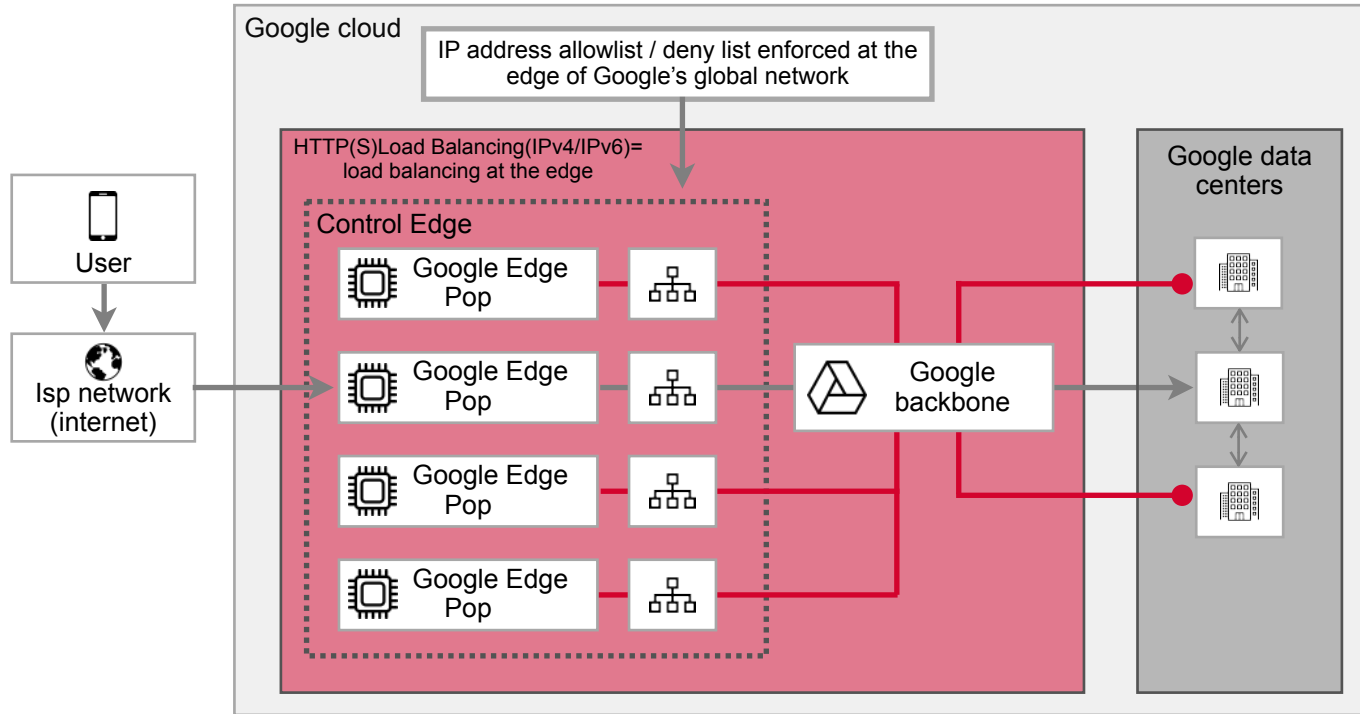 Google cloud
IP address allowlist / deny list enforced at the
edge of Google’s global network
HTTP(S)Load Balancing(IPv4/IPv6)=
load balancing at the edge
Google data
centers
User
Control Edge
Google Edge
Pop
Isp network
(internet)
Google Edge
Pop
Google
backbone
Google Edge
Pop
Google Edge
Pop